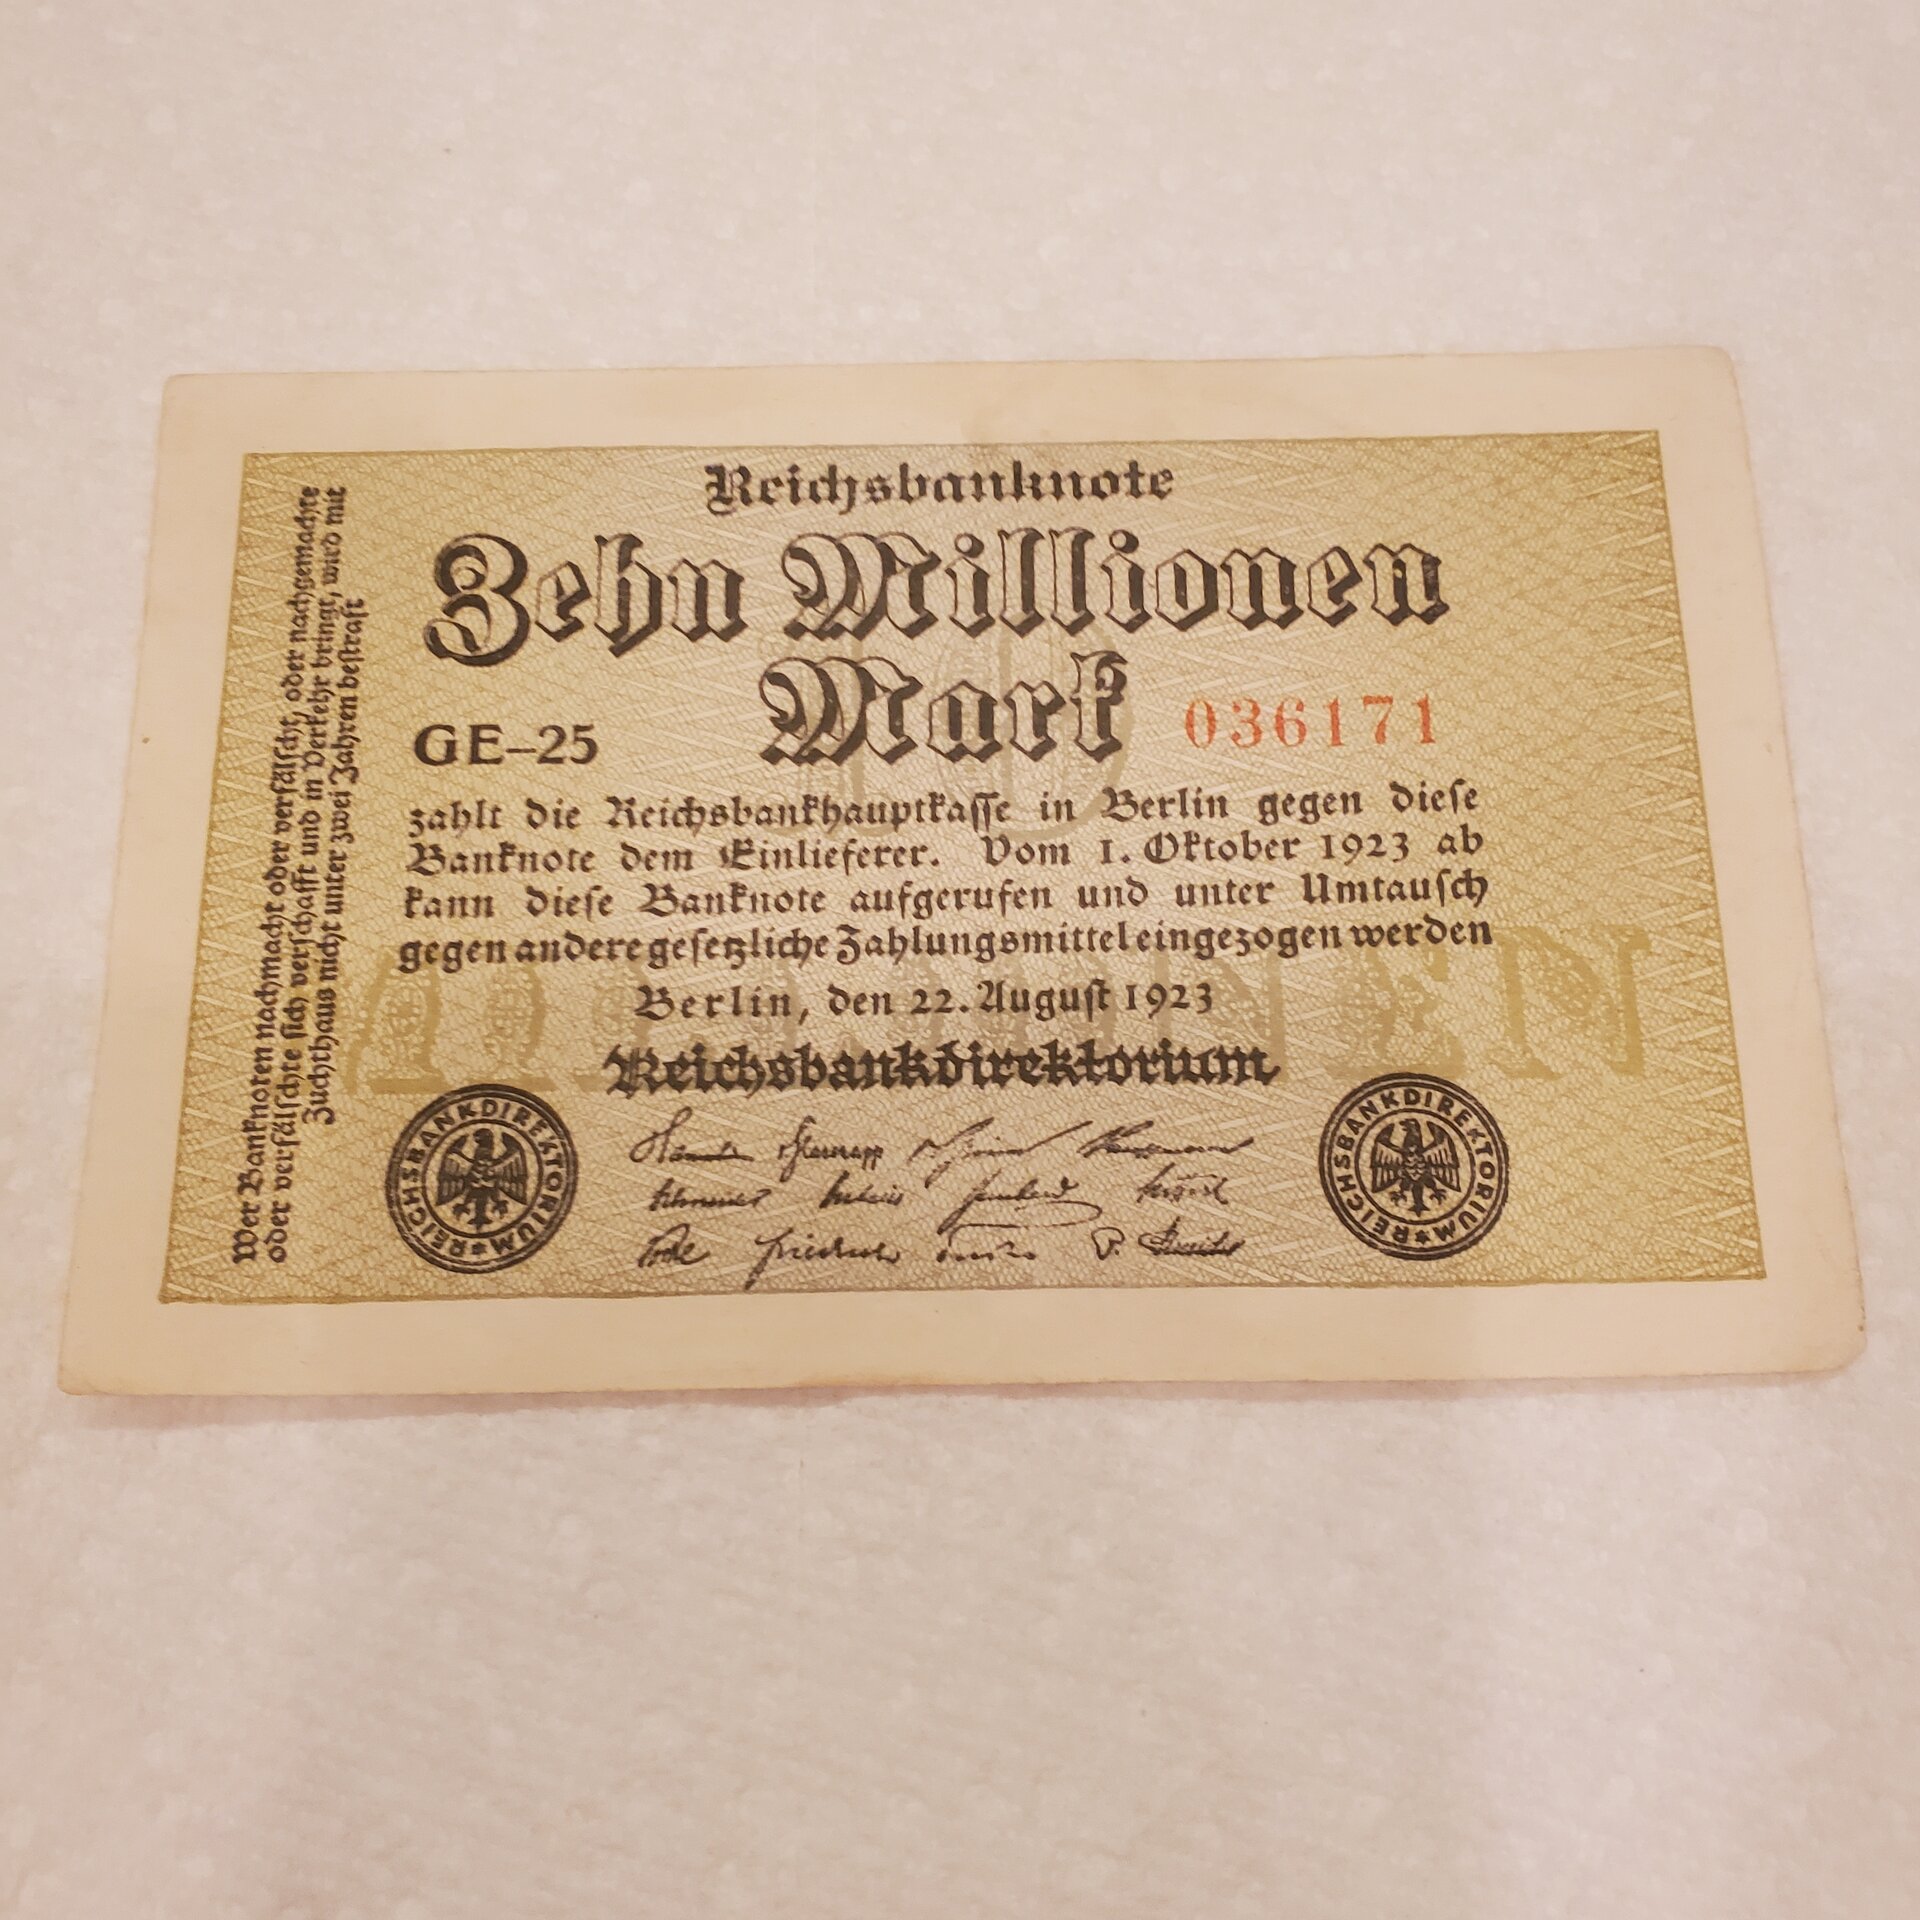 Reichsbanknote
Zehn Millionen
Mark
GE–25
036171
zahlt die Reichsbankhauptkasse in Berlin gegen diese
Banknote dem Einlieferer. Vom 1. Oktober 1923 ab
kann diese Banknote aufgerufen und unter Umtausch
gegen andere gesetzliche Zahlungsmittel eingezogen werden
Berlin, den 22. August 1923
Reichsbankdirektorium
REICHSBANKDIREKTORIUM
REICHSBANKDIREKTORIUM
Wer Banknoten nachmacht oder verfälscht, oder nachgemachte
oder verfälschte sich verschafft und in Verkehr bringt, wird mit
Zuchthaus nicht unter zwei Jahren bestraft
10